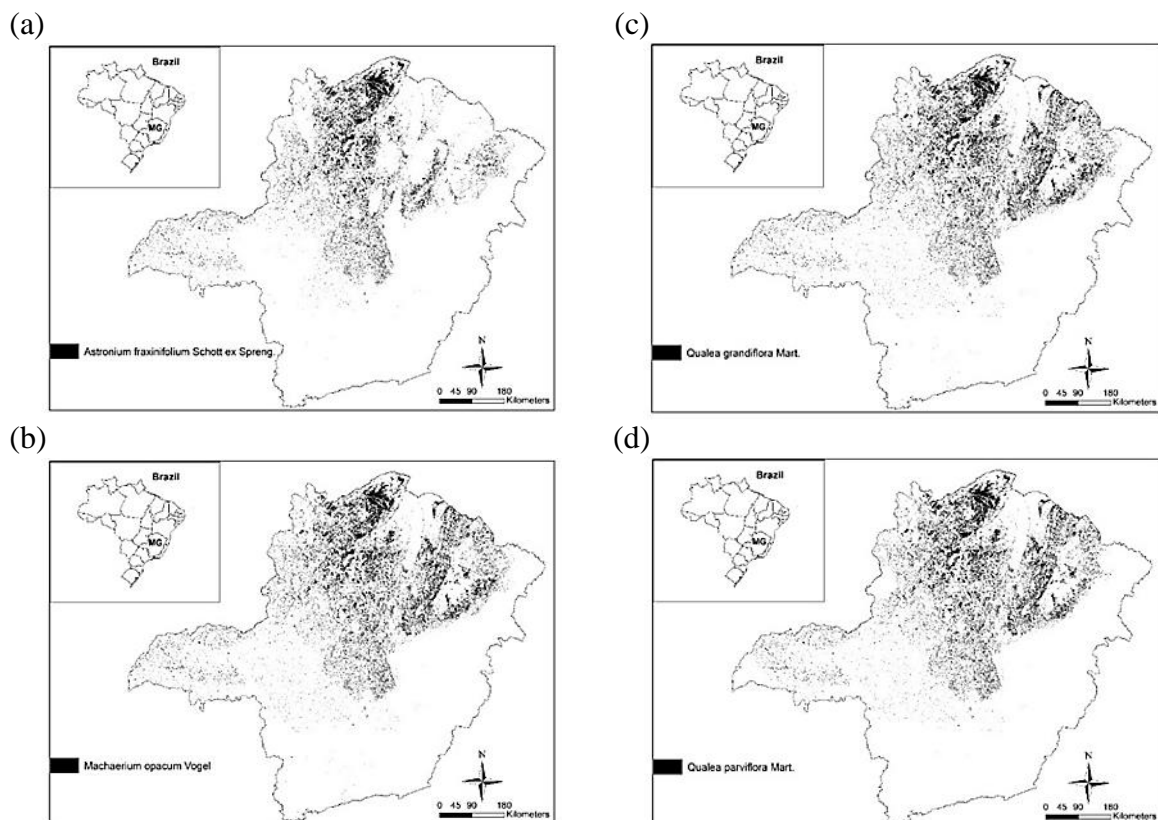 (a)
Brazil
MG
Astronium fraxinifolium Schott ex Spreng.
N
0 45 90 180
Kilometers
(b)
Brazil
MG
Machaerium opacum Vogel
N
0 45 90 180
Kilometers
(c)
Brazil
MG
Qualea grandiflora Mart.
N
0 45 90 180
Kilometers
(d)
Brazil
MG
Qualea parviflora Mart.
N
0 45 90 180
Kilometers